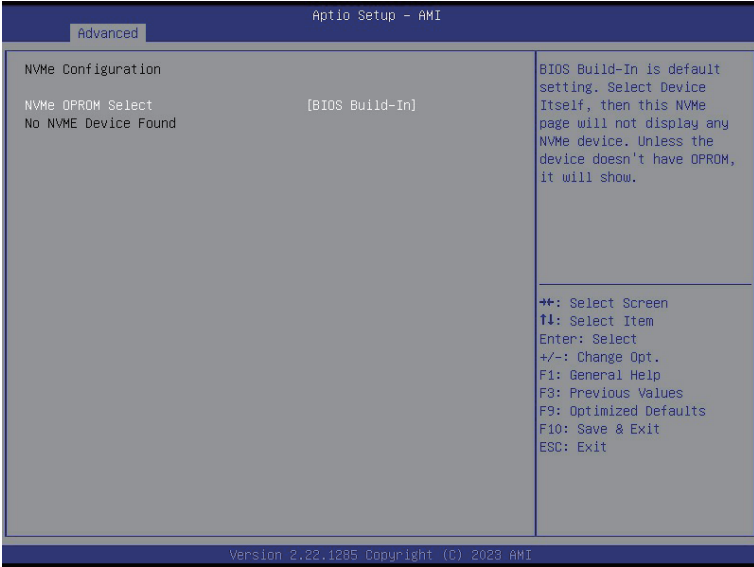 Aptio Setup – AMI
Advanced
NVMe Configuration
NVMe OPROM Select [BIOS Build-In]
No NVME Device Found
BIOS Build-In is default
setting. Select Device
Itself, then this NVMe
page will not display any
NVMe device. Unless the
device doesn't have OPROM,
it will show.
→←: Select Screen
↑↓: Select Item
Enter: Select
+/-: Change Opt.
F1: General Help
F3: Previous Values
F9: Optimized Defaults
F10: Save & Exit
ESC: Exit
Version 2.22.1285 Copyright (C) 2023 AMI